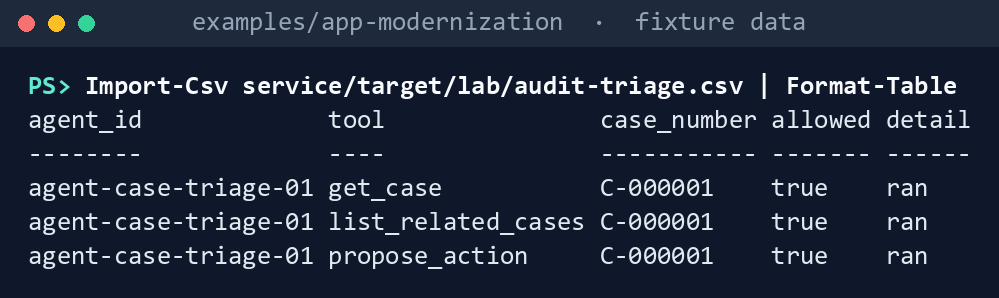 examples/app-modernization · fixture data
PS> Import-Csv service/target/lab/audit-triage.csv | Format-Table
agent_id tool case_number allowed detail
-------- ---- ----------- ------- ------
agent-case-triage-01 get_case C-000001 true ran
agent-case-triage-01 list_related_cases C-000001 true ran
agent-case-triage-01 propose_action C-000001 true ran